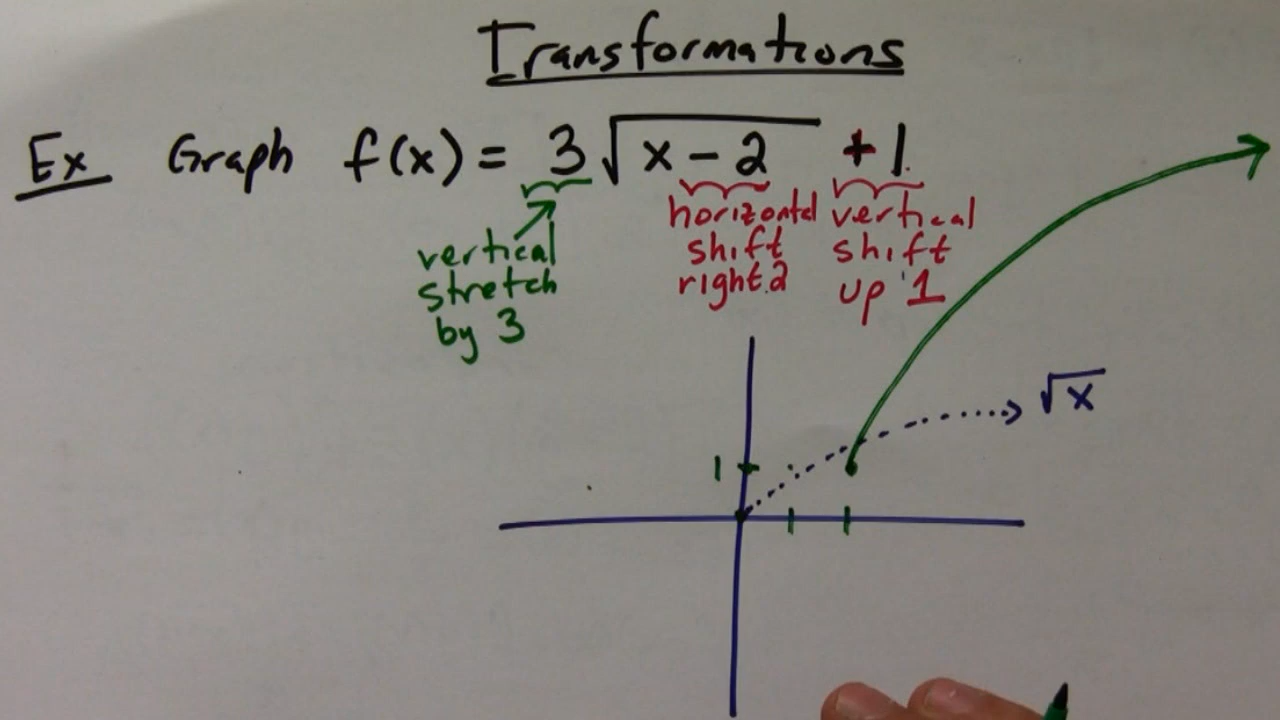 Transformations
Ex Graph f(x) = 3√(x - 2) + 1
vertical
stretch
by 3
horizontal
shift
right 2
vertical
shift
up 1
√x
1